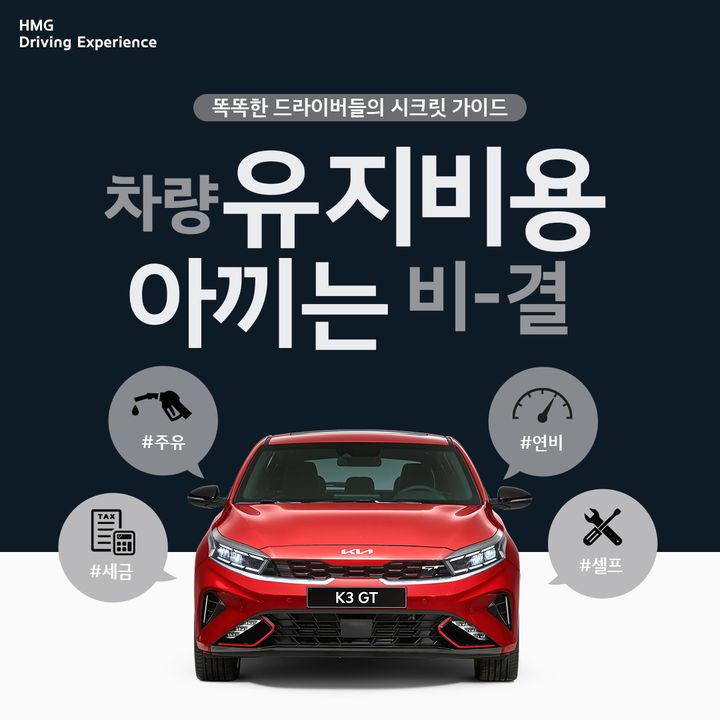 HMG
Driving Experience
똑똑한 드라이버들의 시크릿 가이드
차량 유지비용
아끼는 비-결
#주유
#연비
TAX
#세금
#셀프
KIA
GT
K3 GT